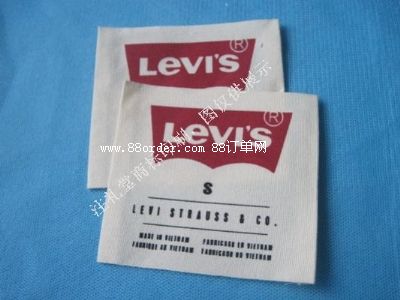 LEVI'S ®
LEVI'S ®
www.88order.com 88订单网
S
LEVI STRAUSS & CO.
MADE IN VIETNAM FABRICADO EN VIETNAM
FABRIQUE AU VIETNAM FABRICADO NO VIETNAM